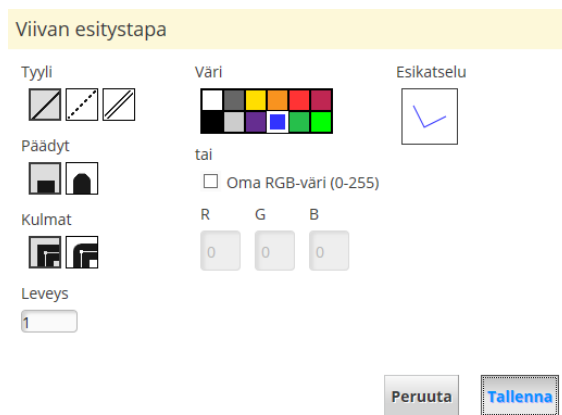 Viivan esitystapa
Tyyli
Väri
Esikatselu
Päädyt
tai
Oma RGB-väri (0-255)
Kulmat
R G B
0 0 0
Leveys
1
Peruuta
Tallenna